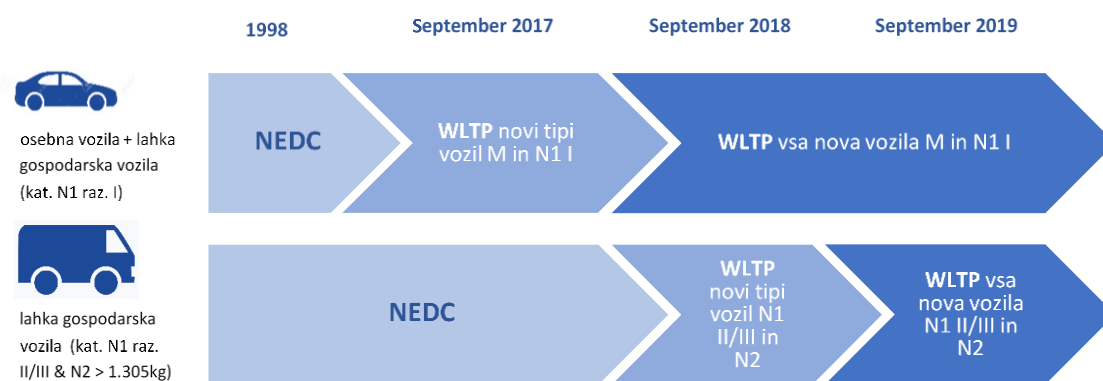 1998
September 2017
September 2018
September 2019
osebna vozila + lahka
gospodarska vozila
(kat. N1 raz. I)
NEDC
WLTP novi tipi
vozil M in N1 I
WLTP vsa nova vozila M in N1 I
lahka gospodarska
vozila (kat. N1 raz.
II/III & N2 > 1.305kg)
NEDC
WLTP
novi tipi
vozil N1
II/III in
N2
WLTP vsa
nova vozila
N1 II/III in
N2